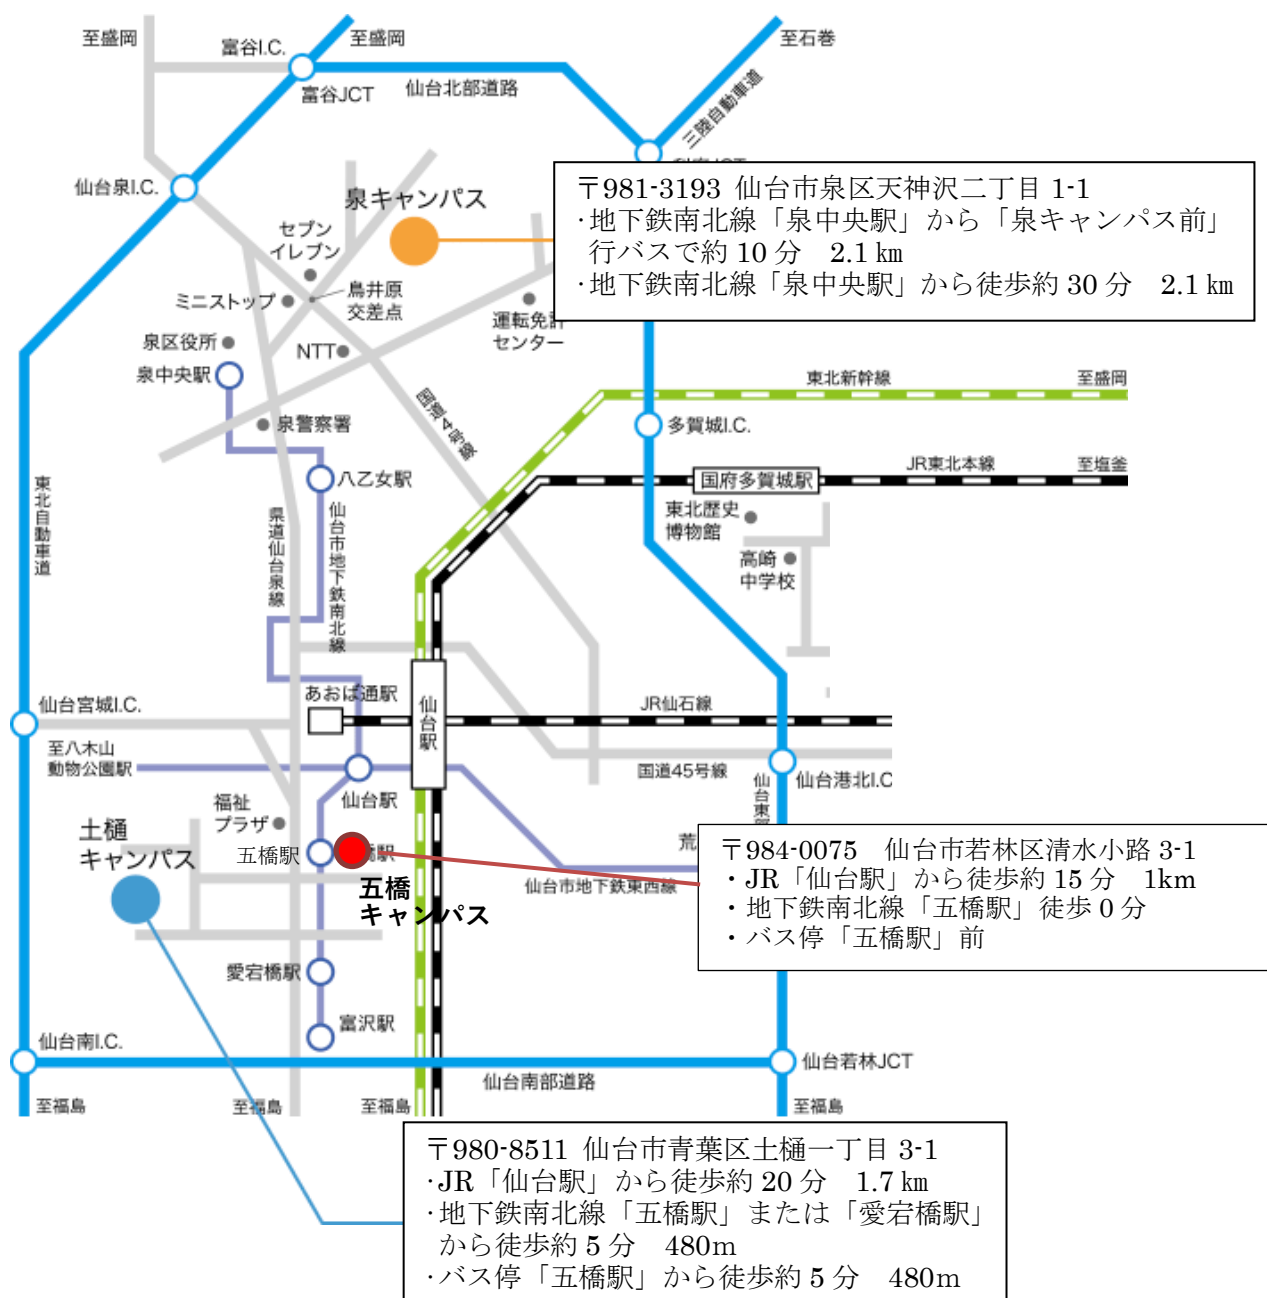 至盛岡
富谷I.C.
至盛岡
至石巻
富谷JCT
仙台北部道路
三陸自動車道
仙台泉I.C.
泉キャンパス
〒981-3193 仙台市泉区天神沢二丁目 1-1
·地下鉄南北線「泉中央駅」から「泉キャンパス前」
行バスで約 10 分　2.1 ㎞
·地下鉄南北線「泉中央駅」から徒歩約 30 分　2.1 ㎞
セブン
イレブン
ミニストップ
鳥井原
交差点
運転免許
センター
泉区役所
NTT
泉中央駅
泉警察署
国道4号線
東北新幹線
至盛岡
多賀城I.C.
八乙女駅
国府多賀城駅
JR東北本線
至塩釜
東北歴史
博物館
高崎
中学校
東北自動車道
県道仙台泉線
仙台市地下鉄南北線
あおば通駅
仙台駅
JR仙石線
仙台宮城I.C.
至八木山
動物公園駅
国道45号線
仙台港北I.C
仙台東
仙台駅
福祉
プラザ
土樋
キャンパス
五橋駅
橋駅
五橋
キャンパス
荒
仙台市地下鉄東西線
〒984-0075　仙台市若林区清水小路 3-1
・JR「仙台駅」から徒歩約 15 分　1km
・地下鉄南北線「五橋駅」徒歩 0 分
・バス停「五橋駅」前
愛宕橋駅
富沢駅
仙台南I.C.
仙台若林JCT
仙台南部道路
至福島
至福島
至福島
至福島
〒980-8511 仙台市青葉区土樋一丁目 3-1
·JR「仙台駅」から徒歩約 20 分　1.7 ㎞
·地下鉄南北線「五橋駅」または「愛宕橋駅」
から徒歩約 5 分　480m
·バス停「五橋駅」から徒歩約 5 分　480m